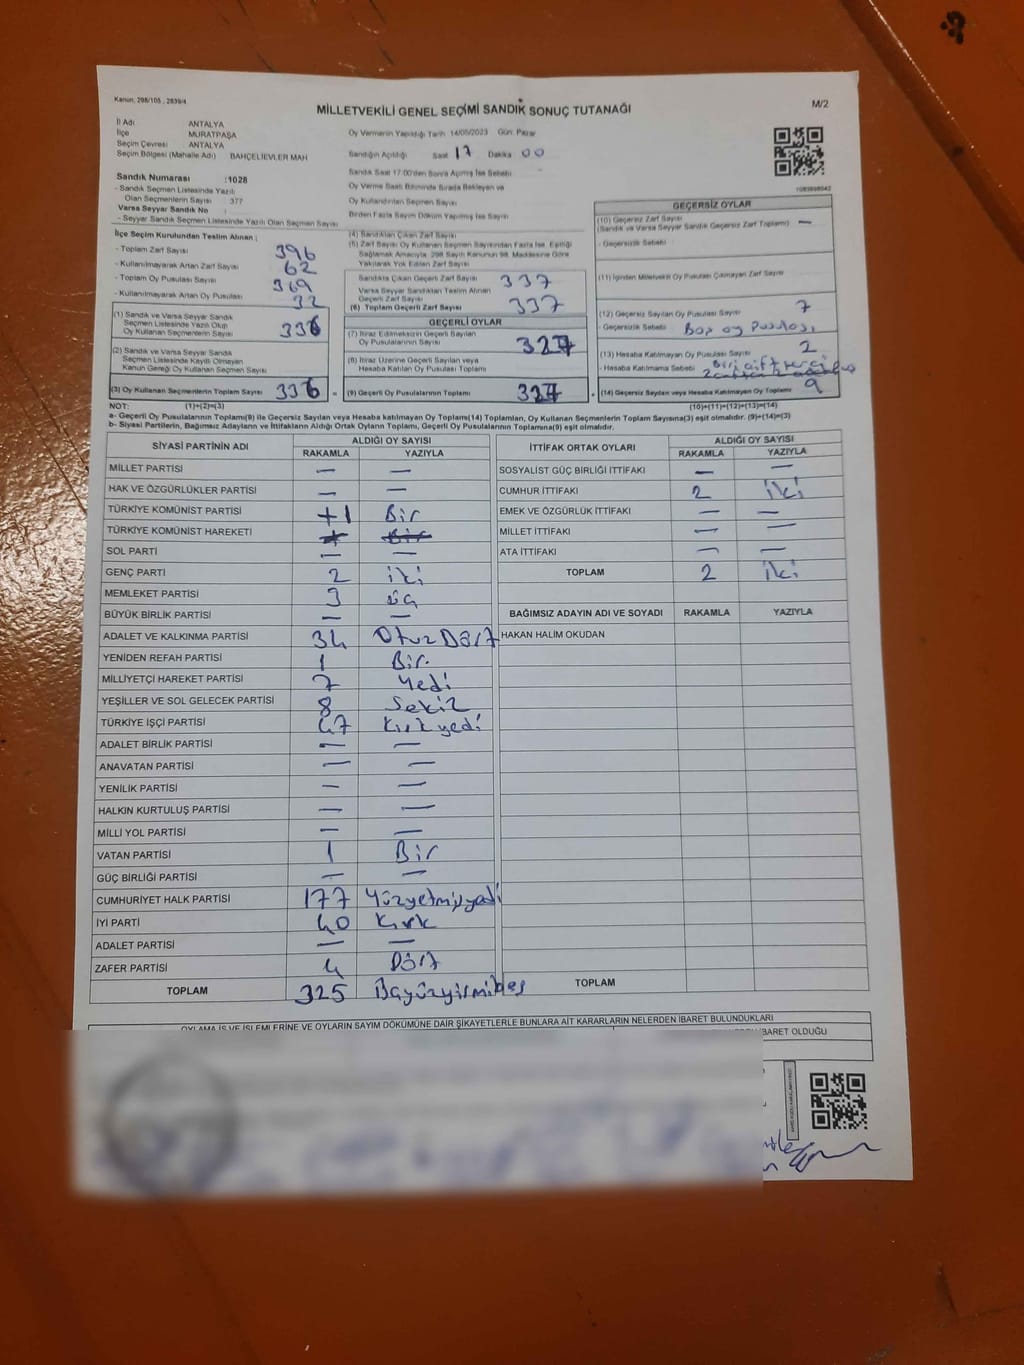 Kanun: 298/105 ; 2839/4
MİLLETVEKİLİ GENEL SEÇİMİ SANDIK SONUÇ TUTANAĞI
M/2
İl Adı ANTALYA
İlçe MURATPAŞA
Seçim Çevresi : ANTALYA
Seçim Bölgesi (Mahalle Adı) BAHÇELİEVLER MAH
Oy Vermenin Yapıldığı Tarih 14/05/2023 Gün: Pazar
Sandığın Açıldığı Saat 17 Dakika 00
Sandık Saat 17:00'den Sonra Açılmış İse Sebebi
Oy Verme Saati Bitiminde Sırada Bekleyen ve
Oy Kullandırılan Seçmen Sayısı
Birden Fazla Sayım Döküm Yapılmış İse Sayısı
Sandık Numarası :1028
- Sandık Seçmen Listesinde Yazılı
Olan Seçmenlerin Sayısı 377
Varsa Seyyar Sandık No :
- Seyyar Sandık Seçmen Listesinde Yazılı Olan Seçmen Sayısı
İlçe Seçim Kurulundan Teslim Alınan ;
- Toplam Zarf Sayısı 396
- Kullanılmayarak Artan Zarf Sayısı 62
- Toplam Oy Pusulası Sayısı 369
- Kullanılmayarak Artan Oy Pusulası 32
(1) Sandık ve Varsa Seyyar Sandık
Seçmen Listesinde Yazılı Olup
Oy Kullanan Seçmenlerin Sayısı 336
(2) Sandık ve Varsa Seyyar Sandık
Seçmen Listesinde Kayıtlı Olmayan
Kanun Gereği Oy Kullanan Seçmen Sayısı
(3) Oy Kullanan Seçmenlerin Toplam Sayısı 336
(4) Sandıktan Çıkan Zarf Sayısı
(5) Zarf Sayısı Oy Kullanan Seçmen Sayısından Fazla İse, Eşitliği
Sağlamak Amacıyla, 298 Sayılı Kanunun 98. Maddesine Göre
Yakılarak Yok Edilen Zarf Sayısı
Sandıkta Çıkan Geçerli Zarf Sayısı 337
Varsa Seyyar Sandıktan Teslim Alınan
Geçerli Zarf Sayısı
(6) Toplam Geçerli Zarf Sayısı 337
GEÇERLİ OYLAR
(7) İtiraz Edilmeksizin Geçerli Sayılan
Oy Pusulalarının Sayısı 327
(8) İtiraz Üzerine Geçerli Sayılan veya
Hesaba Katılan Oy Pusulaları Toplamı
(9) Geçerli Oy Pusulalarının Toplamı 327
GEÇERSİZ OYLAR
(10) Geçersiz Zarf Sayısı
(Sandık ve Varsa Seyyar Sandık Geçersiz Zarf Toplamı) —
- Geçersizlik Sebebi
(11) İçinden Milletvekili Oy Pusulası Çıkmayan Zarf Sayısı
(12) Geçersiz Sayılan Oy Pusulası Sayısı 7
- Geçersizlik Sebebi Boş oy Pusulası
(13) Hesaba Katılmayan Oy Pusulası Sayısı 2
- Hesaba Katılmama Sebebi Biri çift tercih
(14) Geçersiz Sayılan veya Hesaba Katılmayan Oy Toplamı 9
NOT: (1)+(2)=(3) (10)+(11)+(12)+(13)=(14)
a- Geçerli Oy Pusulalarının Toplamı(9) ile Geçersiz Sayılan veya Hesaba katılmayan Oy Toplamı(14) Toplamları, Oy Kullanan Seçmenlerin Toplam Sayısına(3) eşit olmalıdır. (9)+(14)=(3)
b- Siyasi Partilerin, Bağımsız Adayların ve İttifakların Aldığı Ortak Oyların Toplamı, Geçerli Oy Pusulalarının Toplamına(9) eşit olmalıdır.
SİYASİ PARTİNİN ADI ALDIĞI OY SAYISI
RAKAMLA YAZIYLA
MİLLET PARTİSİ — —
HAK VE ÖZGÜRLÜKLER PARTİSİ — —
TÜRKİYE KOMÜNİST PARTİSİ +1 Bir
TÜRKİYE KOMÜNİST HAREKETİ
SOL PARTİ — —
GENÇ PARTİ 2 iki
MEMLEKET PARTİSİ 3 üç
BÜYÜK BİRLİK PARTİSİ — —
ADALET VE KALKINMA PARTİSİ 34 OtuzDört
YENİDEN REFAH PARTİSİ 1 Bir.
MİLLİYETÇİ HAREKET PARTİSİ 7 Yedi
YEŞİLLER VE SOL GELECEK PARTİSİ 8 Sekiz
TÜRKİYE İŞÇİ PARTİSİ 47 Kırkyedi
ADALET BİRLİK PARTİSİ — —
ANAVATAN PARTİSİ — —
YENİLİK PARTİSİ — —
HALKIN KURTULUŞ PARTİSİ — —
MİLLİ YOL PARTİSİ — —
VATAN PARTİSİ 1 Bir
GÜÇ BİRLİĞİ PARTİSİ — —
CUMHURİYET HALK PARTİSİ 177 Yüzyetmişyedi
İYİ PARTİ 40 Kırk
ADALET PARTİSİ — —
ZAFER PARTİSİ 4 Dört
TOPLAM 325 Üçyüzyirmibeş
İTTİFAK ORTAK OYLARI ALDIĞI OY SAYISI
RAKAMLA YAZIYLA
SOSYALİST GÜÇ BİRLİĞİ İTTİFAKI — —
CUMHUR İTTİFAKI 2 iki
EMEK VE ÖZGÜRLÜK İTTİFAKI — —
MİLLET İTTİFAKI — —
ATA İTTİFAKI — —
TOPLAM 2 iki
BAĞIMSIZ ADAYIN ADI VE SOYADI RAKAMLA YAZIYLA
HAKAN HALİM OKUDAN
TOPLAM
OYLAMA İŞ VE İŞLEMLERİNE VE OYLARIN SAYIM DÖKÜMÜNE DAİR ŞİKAYETLERLE BUNLARA AİT KARARLARIN NELERDEN İBARET BULUNDUKLARI
İBARET OLDUĞU